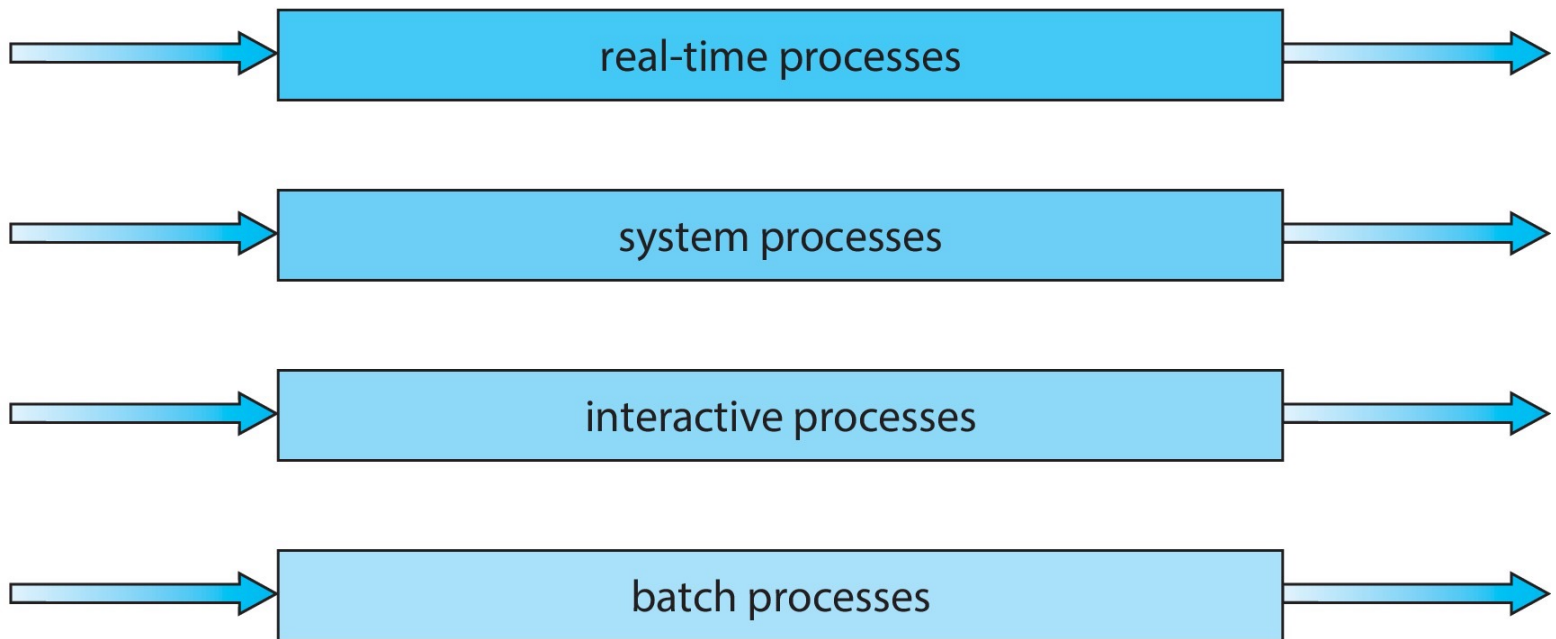 real-time processes
system processes
interactive processes
batch processes